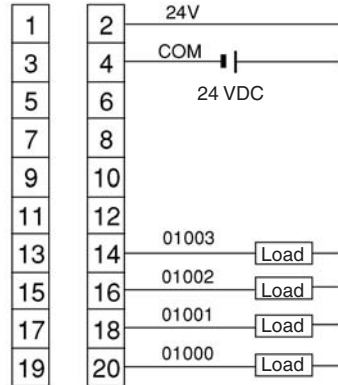 1 2 24V
3 4 COM
24 VDC
5 6
7 8
9 10
11 12
13 14 01003 Load
15 16 01002 Load
17 18 01001 Load
19 20 01000 Load